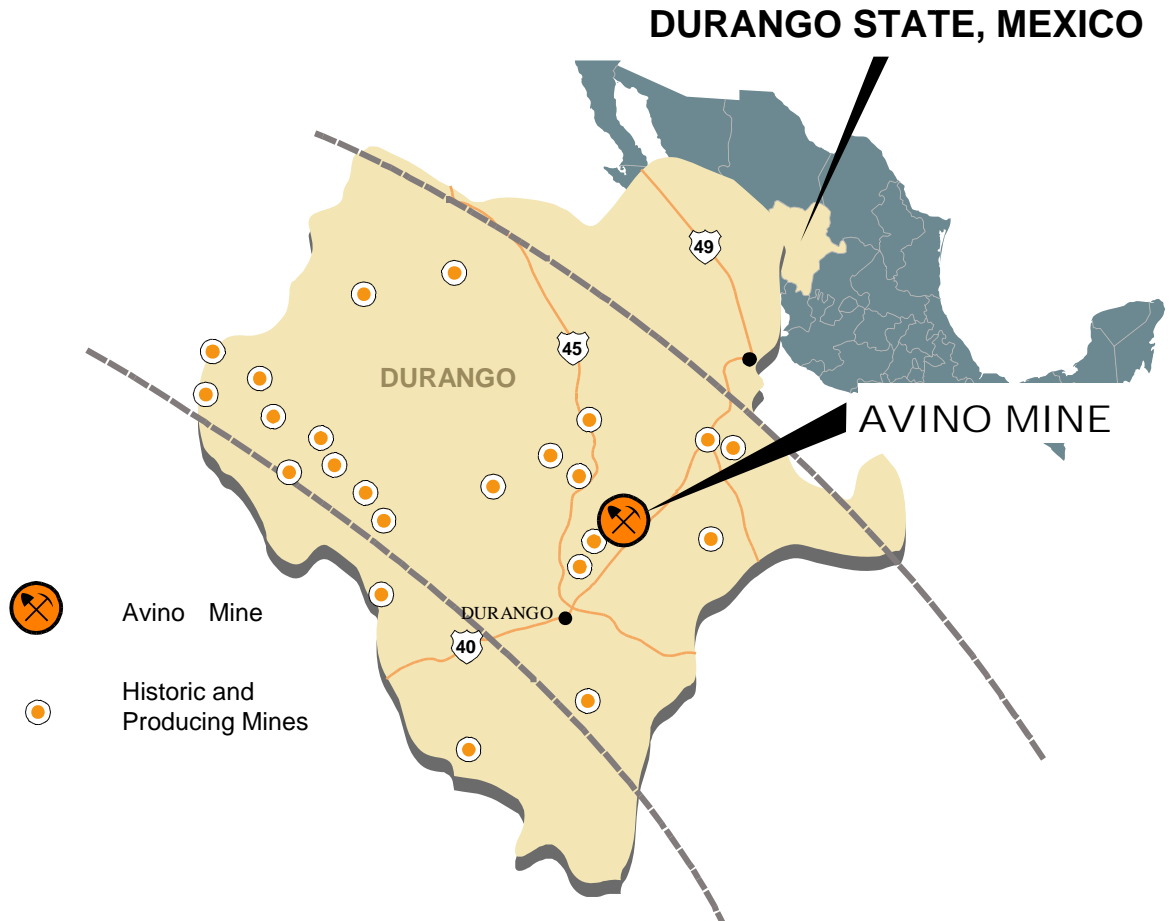 DURANGO STATE, MEXICO
49
45
DURANGO
AVINO MINE
DURANGO
40
Avino Mine
Historic and
Producing Mines